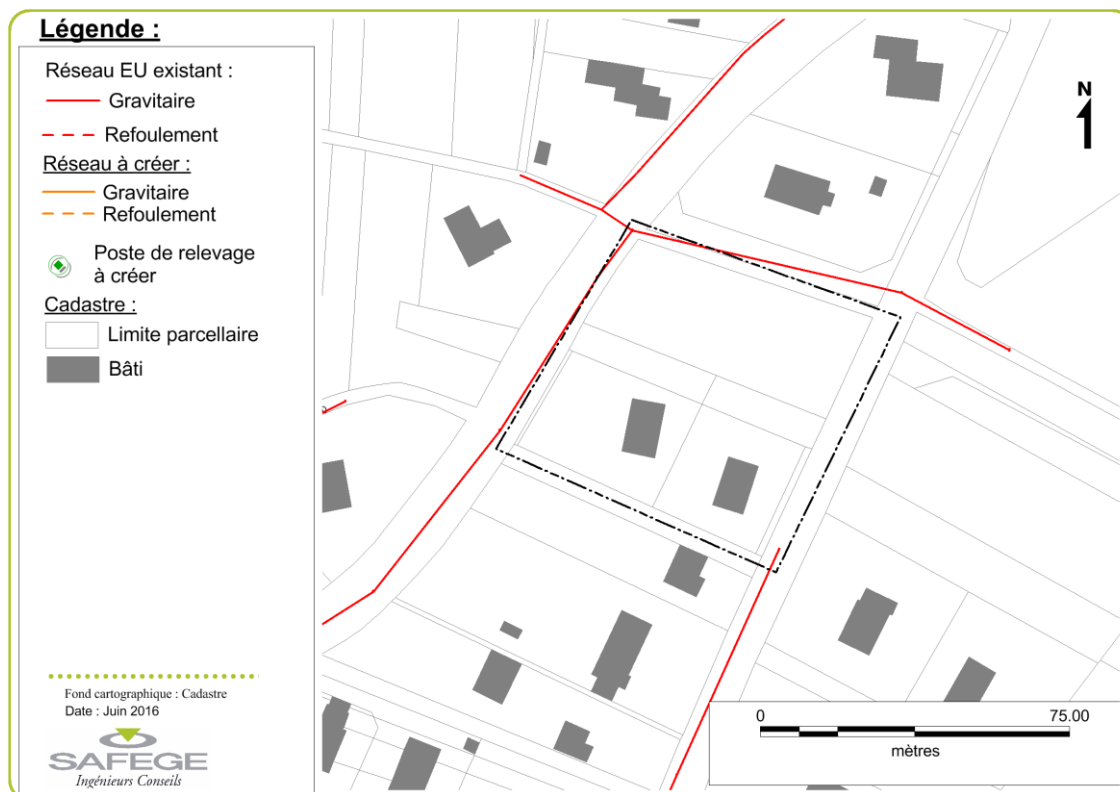 Légende :
Réseau EU existant :
Gravitaire
Refoulement
Réseau à créer :
Gravitaire
Refoulement
Poste de relevage
à créer
Cadastre :
Limite parcellaire
Bâti
Fond cartographique : Cadastre
Date : Juin 2016
SAFEGE
Ingénieurs Conseils
N
0 75.00
mètres